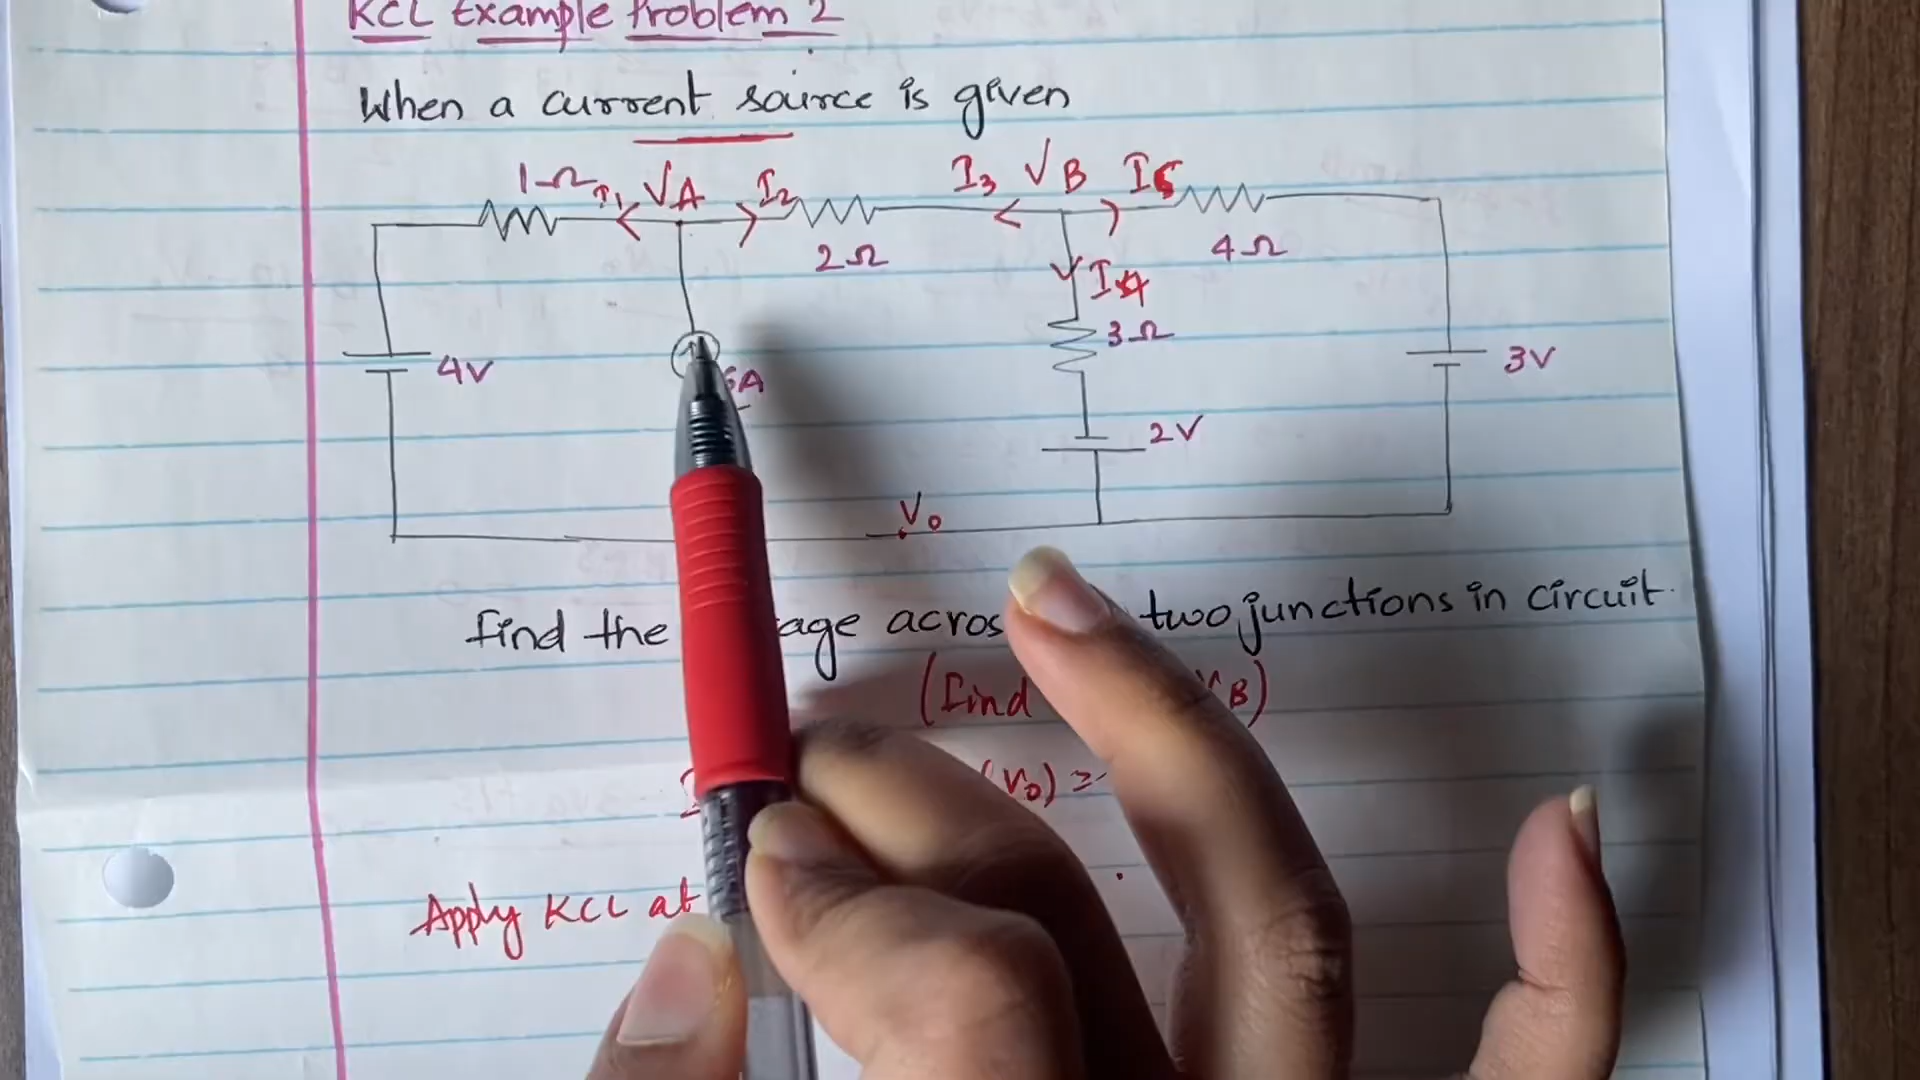 KCL Example Problem 2
When a current source is given
1Ω I1 VA I2 I3 VB I5
2Ω 4Ω
I4
3Ω
4V 3V
2V
V0
find the two junctions in circuit.
(Find B)
(V0) =
Apply KCL at